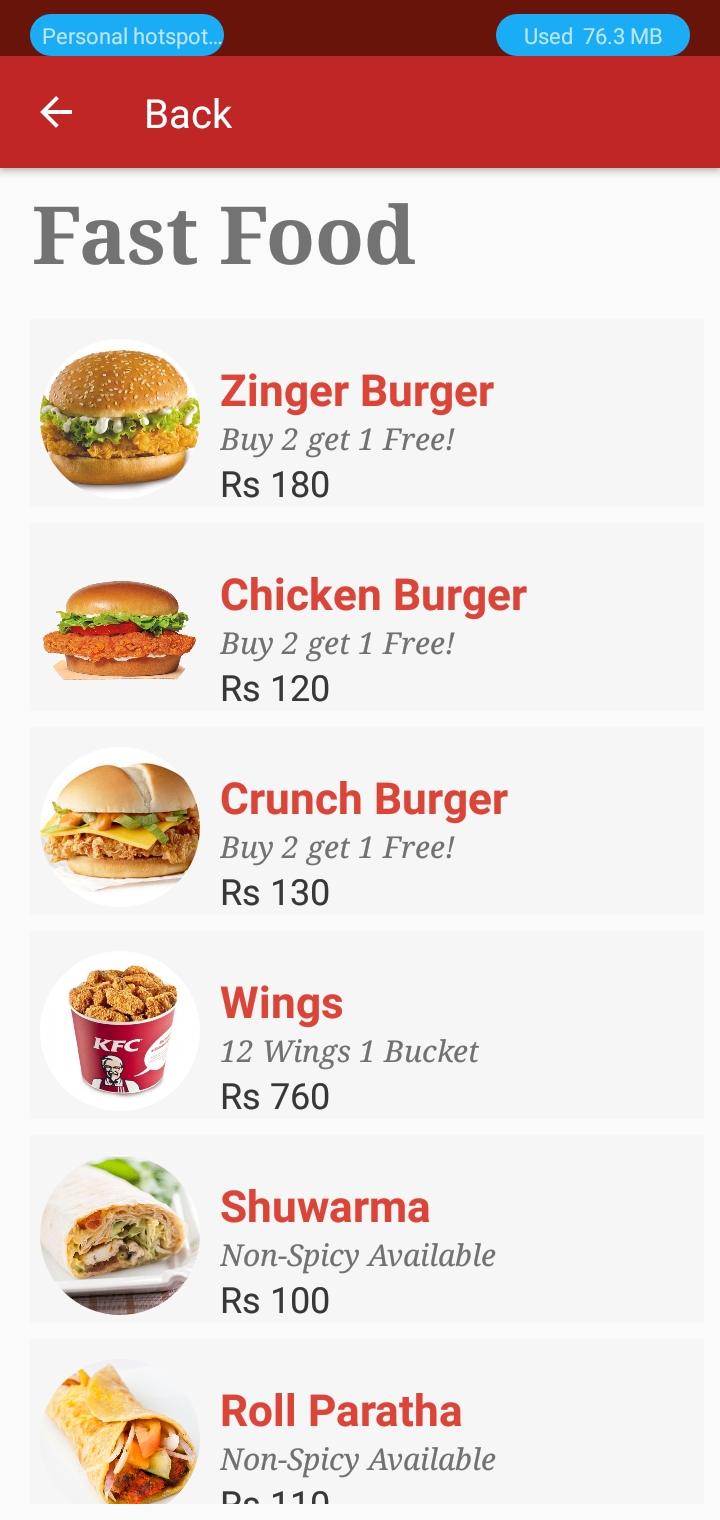 Personal hotspot...
Used 76.3 MB
Back
Fast Food
Zinger Burger
Buy 2 get 1 Free!
Rs 180
Chicken Burger
Buy 2 get 1 Free!
Rs 120
Crunch Burger
Buy 2 get 1 Free!
Rs 130
KFC
Wings
12 Wings 1 Bucket
Rs 760
Shuwarma
Non-Spicy Available
Rs 100
Roll Paratha
Non-Spicy Available
Rs 110